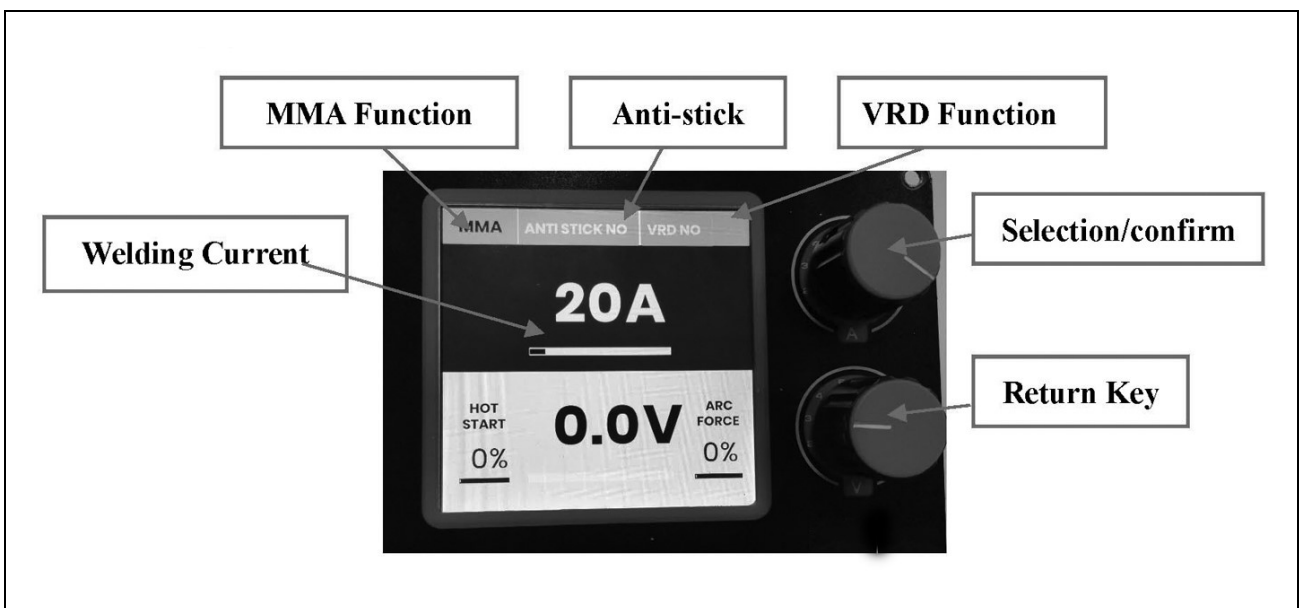 MMA Function
Anti-stick
VRD Function
Welding Current
Selection/confirm
Return Key
MMA
ANTI STICK NO
VRD NO
20A
HOT START
0%
0.0V
ARC FORCE
0%
A
V